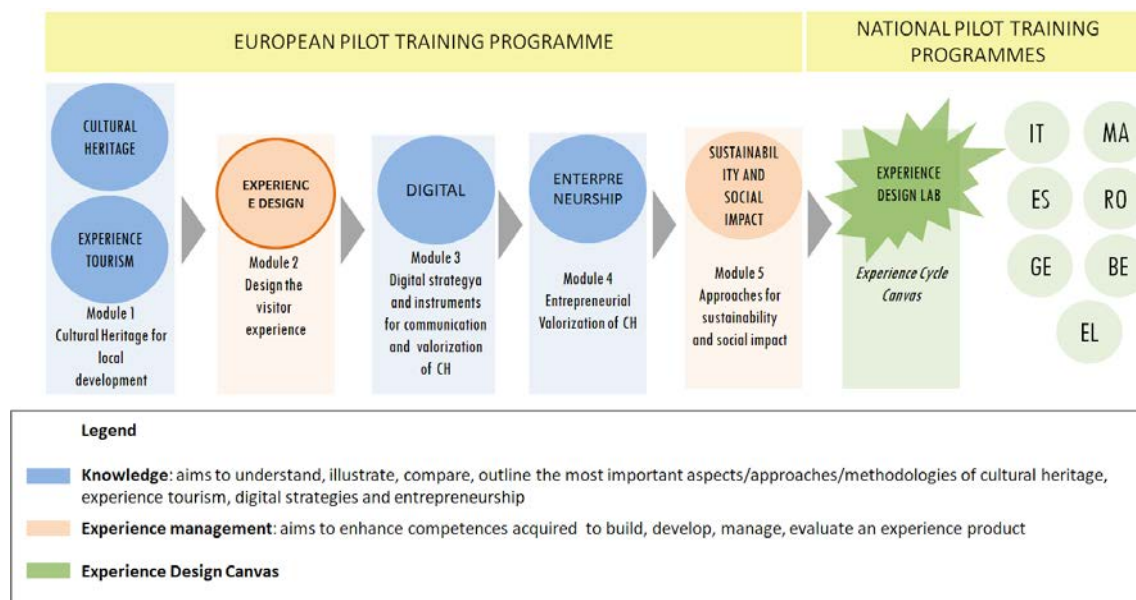 EUROPEAN PILOT TRAINING PROGRAMME
NATIONAL PILOT TRAINING
PROGRAMMES
CULTURAL
HERITAGE
EXPERIENCE
TOURISM
Module 1
Cultural Heritage for
local
development
EXPERIENC
E DESIGN
Module 2
Design the
visitor
experience
DIGITAL
Module 3
Digital strategya
and instruments
for communication
and valorization
of CH
ENTERPRE
NEURSHIP
Module 4
Entrepreneurial
Valorization of CH
SUSTAINABIL
ITY AND
SOCIAL
IMPACT
Module 5
Approaches for
sustainability
and social impact
EXPERIENCE
DESIGN LAB
Experience Cycle
Canvas
IT
MA
ES
RO
GE
BE
EL
Legend
Knowledge: aims to understand, illustrate, compare, outline the most important aspects/approaches/methodologies of cultural heritage,
experience tourism, digital strategies and entrepreneurship
Experience management: aims to enhance competences acquired to build, develop, manage, evaluate an experience product
Experience Design Canvas